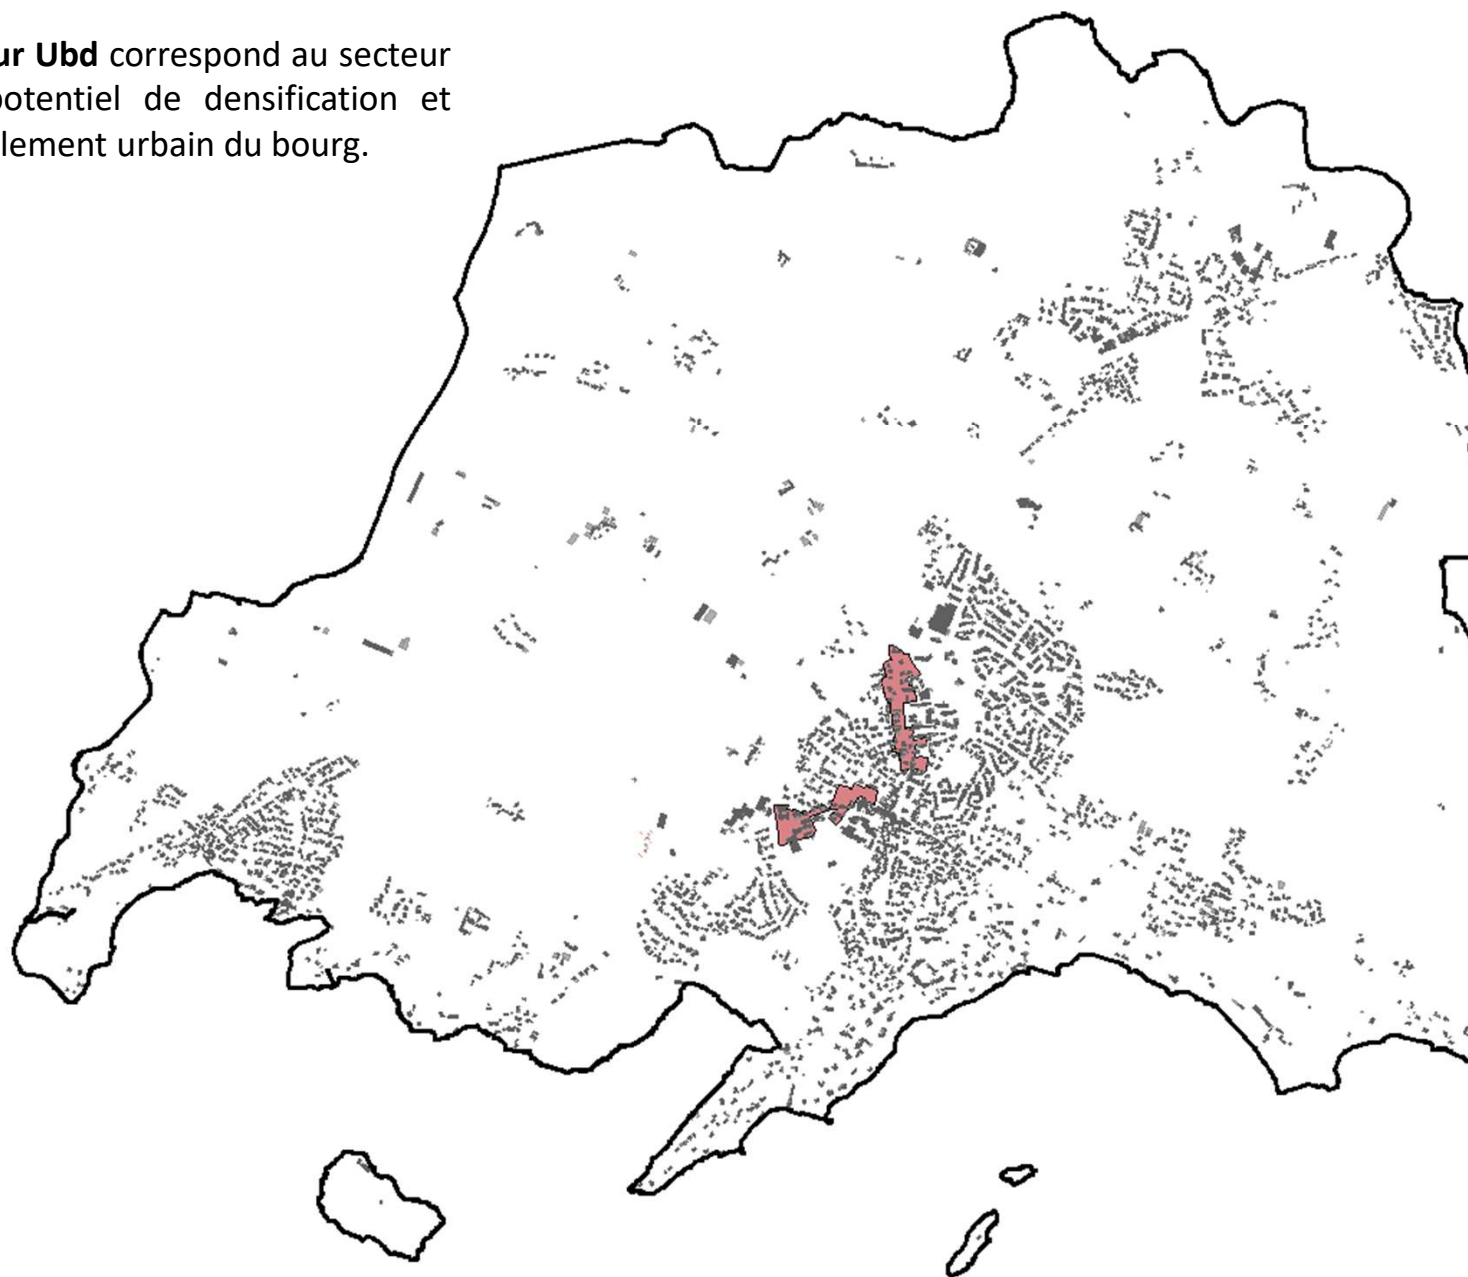 ur Ubd correspond au secteur
potentiel de densification et
lement urbain du bourg.